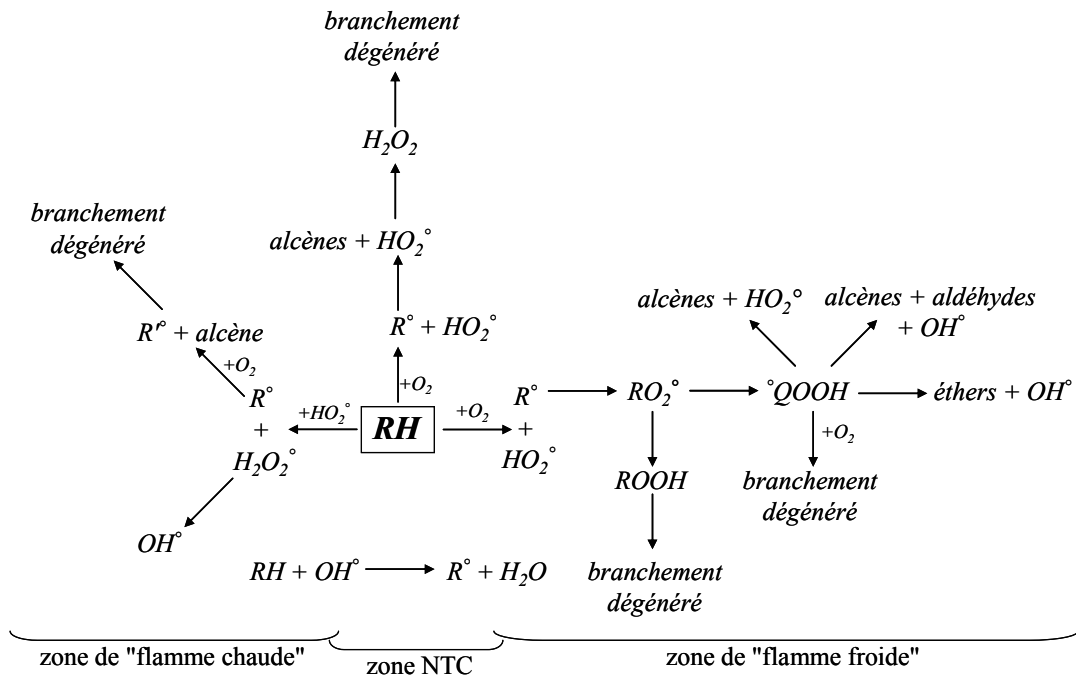 branchement
dégénéré
H₂O₂
branchement
dégénéré
alcènes + HO₂°
R'° + alcène
+O₂
R° + HO₂°
+O₂
alcènes + HO₂°
alcènes + aldéhydes
+ OH°
R°
+
H₂O₂°
+HO₂°
RH
+O₂
R°
+
HO₂°
RO₂°
°QOOH
éthers + OH°
+O₂
ROOH
branchement
dégénéré
OH°
RH + OH°
R° + H₂O
branchement
dégénéré
zone de "flamme chaude"
zone NTC
zone de "flamme froide"